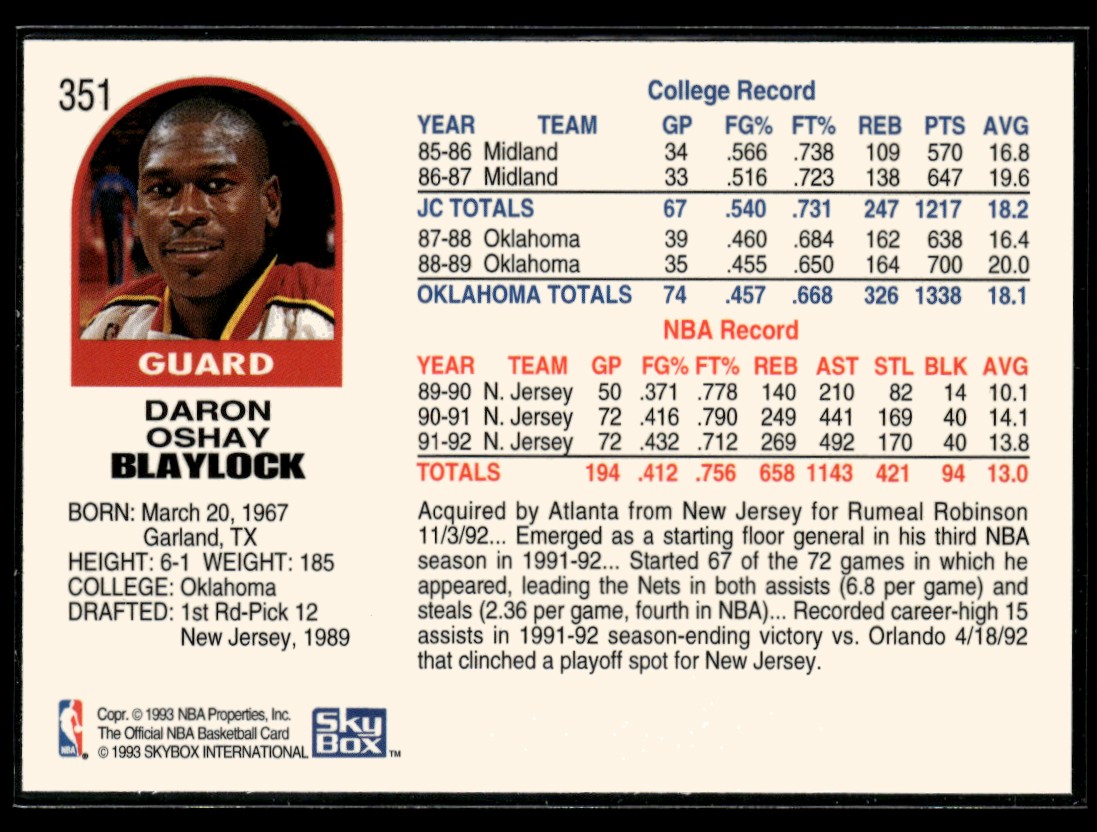 351
GUARD
DARON
OSHAY
BLAYLOCK
BORN: March 20, 1967
Garland, TX
HEIGHT: 6-1 WEIGHT: 185
COLLEGE: Oklahoma
DRAFTED: 1st Rd-Pick 12
New Jersey, 1989
College Record
YEAR TEAM GP FG% FT% REB PTS AVG
85-86 Midland 34 .566 .738 109 570 16.8
86-87 Midland 33 .516 .723 138 647 19.6
JC TOTALS 67 .540 .731 247 1217 18.2
87-88 Oklahoma 39 .460 .684 162 638 16.4
88-89 Oklahoma 35 .455 .650 164 700 20.0
OKLAHOMA TOTALS 74 .457 .668 326 1338 18.1
NBA Record
YEAR TEAM GP FG% FT% REB AST STL BLK AVG
89-90 N. Jersey 50 .371 .778 140 210 82 14 10.1
90-91 N. Jersey 72 .416 .790 249 441 169 40 14.1
91-92 N. Jersey 72 .432 .712 269 492 170 40 13.8
TOTALS 194 .412 .756 658 1143 421 94 13.0
Acquired by Atlanta from New Jersey for Rumeal Robinson
11/3/92... Emerged as a starting floor general in his third NBA
season in 1991-92... Started 67 of the 72 games in which he
appeared, leading the Nets in both assists (6.8 per game) and
steals (2.36 per game, fourth in NBA)... Recorded career-high 15
assists in 1991-92 season-ending victory vs. Orlando 4/18/92
that clinched a playoff spot for New Jersey.
NBA ®
Copr. © 1993 NBA Properties, Inc.
The Official NBA Basketball Card
© 1993 SKYBOX INTERNATIONAL
Sky
Box ™